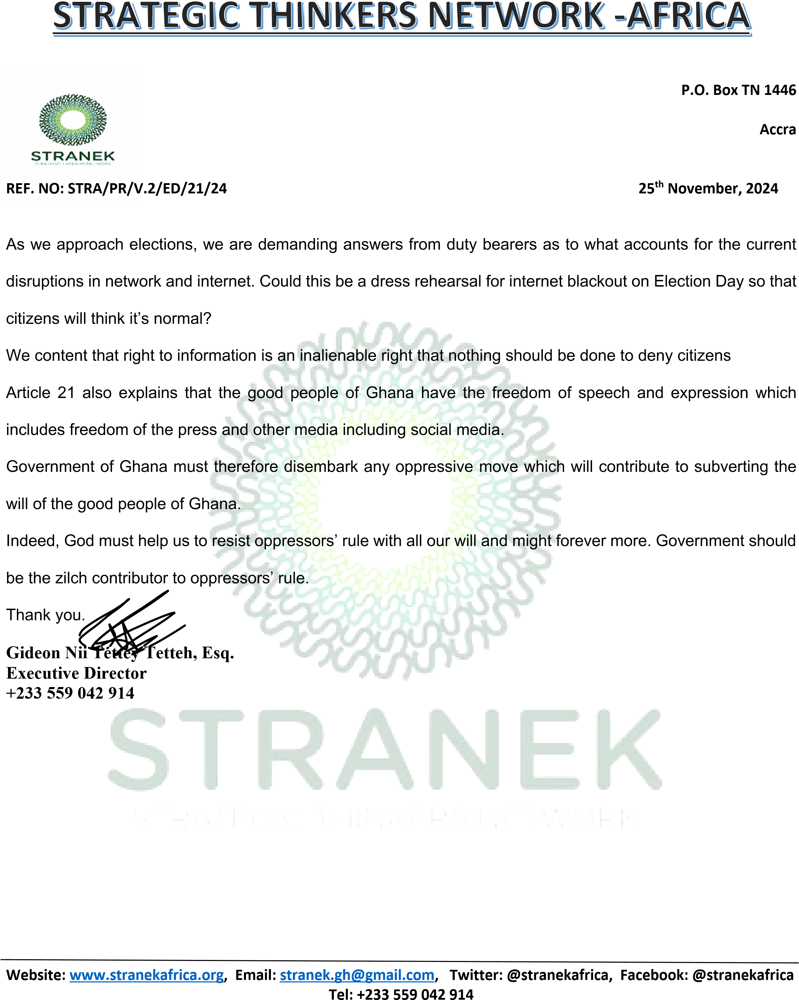 STRATEGIC THINKERS NETWORK -AFRICA
P.O. Box TN 1446
Accra
STRANEK
STRATEGIC THINKERS NETWORK
REF. NO: STRA/PR/V.2/ED/21/24 25th November, 2024
As we approach elections, we are demanding answers from duty bearers as to what accounts for the current
disruptions in network and internet. Could this be a dress rehearsal for internet blackout on Election Day so that
citizens will think it’s normal?
We content that right to information is an inalienable right that nothing should be done to deny citizens
Article 21 also explains that the good people of Ghana have the freedom of speech and expression which
includes freedom of the press and other media including social media.
Government of Ghana must therefore disembark any oppressive move which will contribute to subverting the
will of the good people of Ghana.
Indeed, God must help us to resist oppressors’ rule with all our will and might forever more. Government should
be the zilch contributor to oppressors’ rule.
Thank you.
Gideon Nii Tettey Tetteh, Esq.
Executive Director
+233 559 042 914
STRANEK
STRATEGIC THINKERS NETWORK
Website: www.stranekafrica.org, Email: stranek.gh@gmail.com, Twitter: @stranekafrica, Facebook: @stranekafrica
Tel: +233 559 042 914